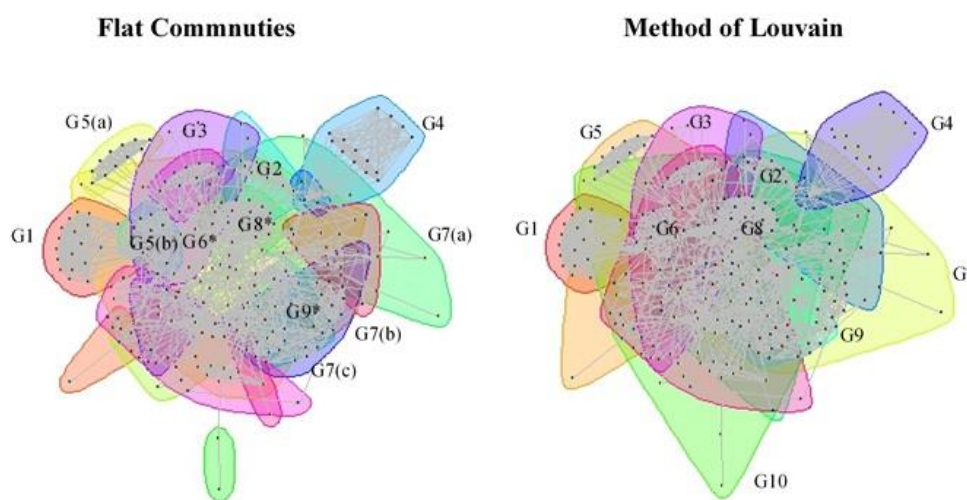 Flat Commnuties
Method of Louvain
G5(a)
G3
G4
G2
G1
G5(b)
G6*
G8*
G7(a)
G9*
G7(b)
G7(c)
G5
G3
G4
G2
G1
G6
G8
G
G9
G10